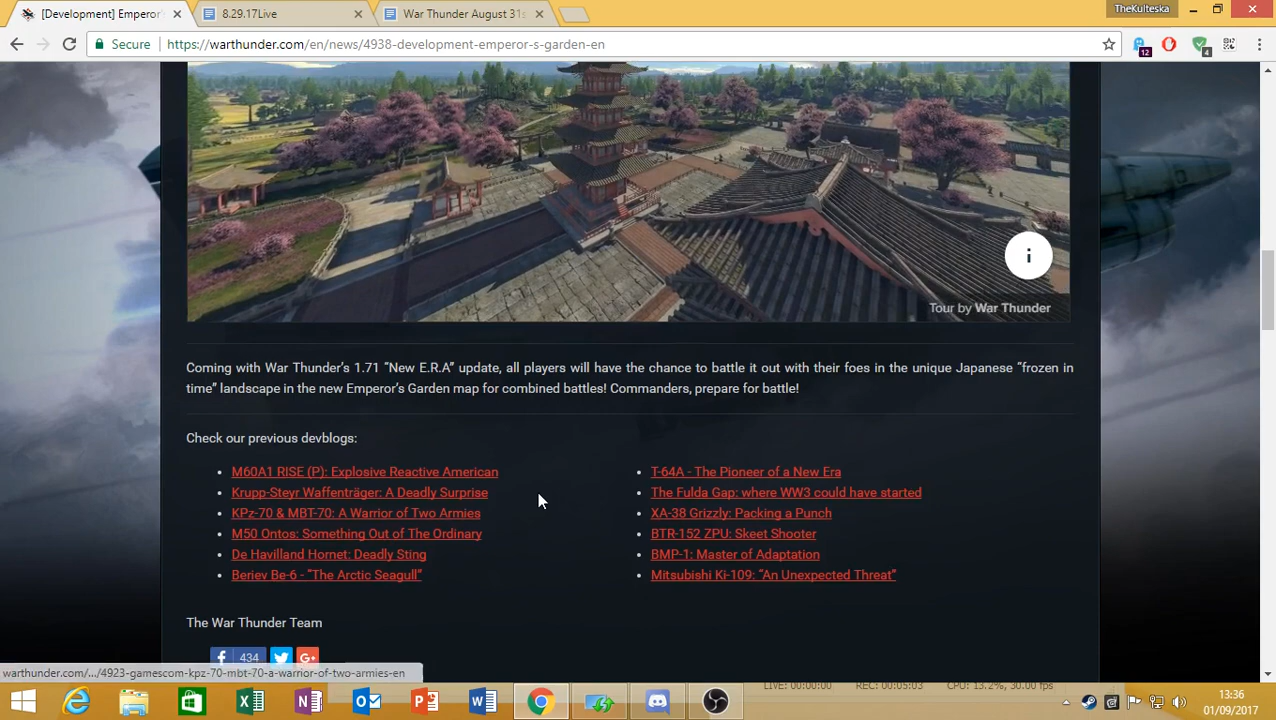 [Development] Emperor
8.29.17Live
War Thunder August 31s
TheKulteska
Secure
https://warthunder.com/en/news/4938-development-emperor-s-garden-en
12
4
i
Tour by War Thunder
Coming with War Thunder's 1.71 “New E.R.A” update, all players will have the chance to battle it out with their foes in the unique Japanese “frozen in
time” landscape in the new Emperor's Garden map for combined battles! Commanders, prepare for battle!
Check our previous devblogs:
M60A1 RISE (P): Explosive Reactive American
Krupp-Steyr Waffenträger: A Deadly Surprise
KPz-70 & MBT-70: A Warrior of Two Armies
M50 Ontos: Something Out of The Ordinary
De Havilland Hornet: Deadly Sting
Beriev Be-6 - “The Arctic Seagull”
T-64A - The Pioneer of a New Era
The Fulda Gap: where WW3 could have started
XA-38 Grizzly: Packing a Punch
BTR-152 ZPU: Skeet Shooter
BMP-1: Master of Adaptation
Mitsubishi Ki-109: “An Unexpected Threat”
The War Thunder Team
434
G+
warthunder.com/.../4923-gamescom-kpz-70-mbt-70-a-warrior-of-two-armies-en
LIVE: 00:00:00
REC: 00:05:03
CPU: 13.2%, 30.00 fps
13:36
01/09/2017